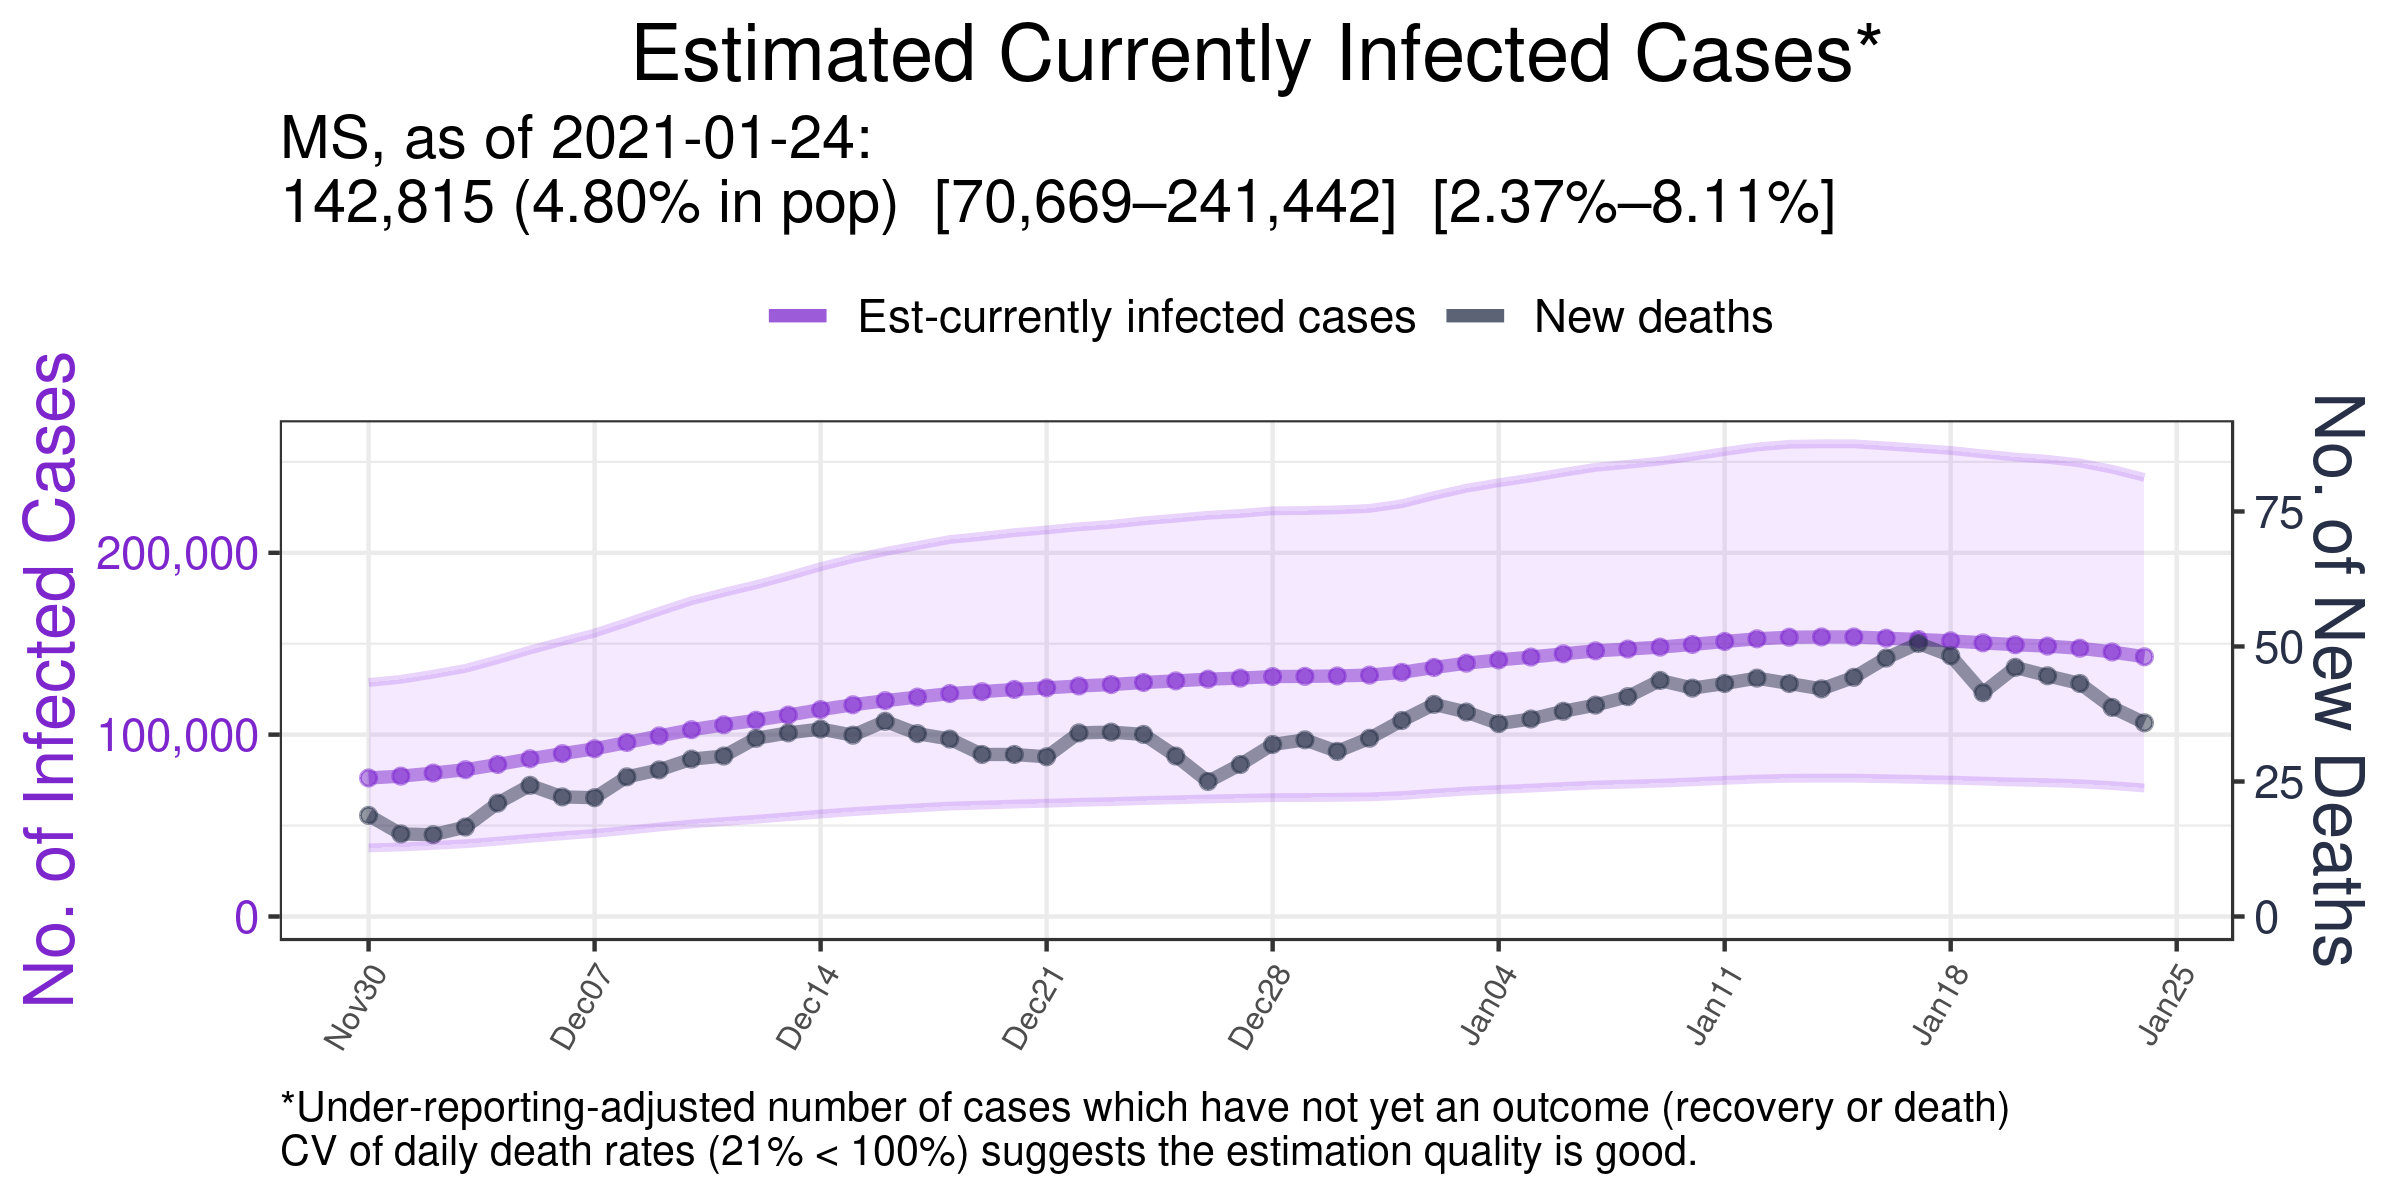 Estimated Currently Infected Cases*
MS, as of 2021-01-24:
142,815 (4.80% in pop)  [70,669–241,442]  [2.37%–8.11%]
Est-currently infected cases
New deaths
No. of Infected Cases
200,000
100,000
0
75
50
25
0
No. of New Deaths
Nov30
Dec07
Dec14
Dec21
Dec28
Jan04
Jan11
Jan18
Jan25
*Under-reporting-adjusted number of cases which have not yet an outcome (recovery or death)
CV of daily death rates (21% < 100%) suggests the estimation quality is good.